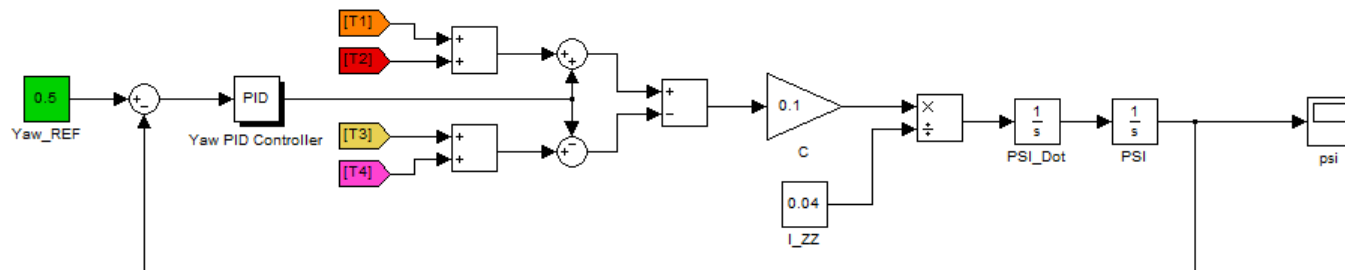 [T1]
[T2]
0.5
Yaw_REF
PID
Yaw PID Controller
[T3]
[T4]
+
+
+
+
+
+
+
−
−
+
−
0.1
C
0.04
I_ZZ
×
÷
1
s
PSI_Dot
1
s
PSI
psi